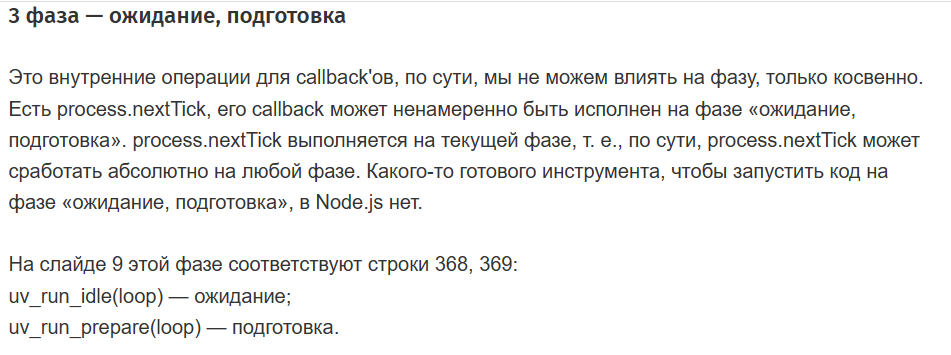 3 фаза — ожидание, подготовка
Это внутренние операции для callback'ов, по сути, мы не можем влиять на фазу, только косвенно.
Есть process.nextTick, его callback может ненамеренно быть исполнен на фазе «ожидание,
подготовка». process.nextTick выполняется на текущей фазе, т. е., по сути, process.nextTick может
сработать абсолютно на любой фазе. Какого-то готового инструмента, чтобы запустить код на
фазе «ожидание, подготовка», в Node.js нет.
На слайде 9 этой фазе соответствуют строки 368, 369:
uv_run_idle(loop) — ожидание;
uv_run_prepare(loop) — подготовка.